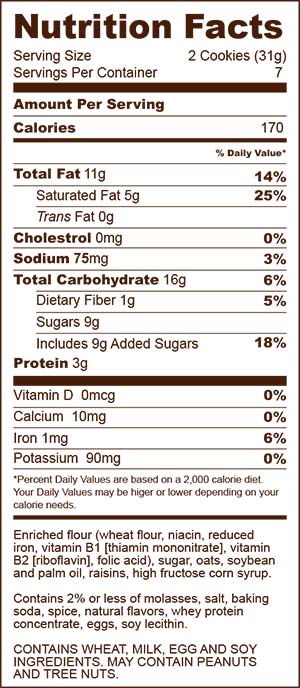 Nutrition Facts
Serving Size 2 Cookies (31g)
Servings Per Container 7
Amount Per Serving
Calories 170
% Daily Value*
Total Fat 11g 14%
Saturated Fat 5g 25%
Trans Fat 0g
Cholestrol 0mg 0%
Sodium 75mg 3%
Total Carbohydrate 16g 6%
Dietary Fiber 1g 5%
Sugars 9g
Includes 9g Added Sugars 18%
Protein 3g
Vitamin D 0mcg 0%
Calcium 10mg 0%
Iron 1mg 6%
Potassium 90mg 0%
*Percent Daily Values are based on a 2,000 calorie diet.
Your Daily Values may be higer or lower depending on your
calorie needs.
Enriched flour (wheat flour, niacin, reduced
iron, vitamin B1 [thiamin mononitrate], vitamin
B2 [riboflavin], folic acid), sugar, oats, soybean
and palm oil, raisins, high fructose corn syrup.
Contains 2% or less of molasses, salt, baking
soda, spice, natural flavors, whey protein
concentrate, eggs, soy lecithin.
CONTAINS WHEAT, MILK, EGG AND SOY
INGREDIENTS. MAY CONTAIN PEANUTS
AND TREE NUTS.